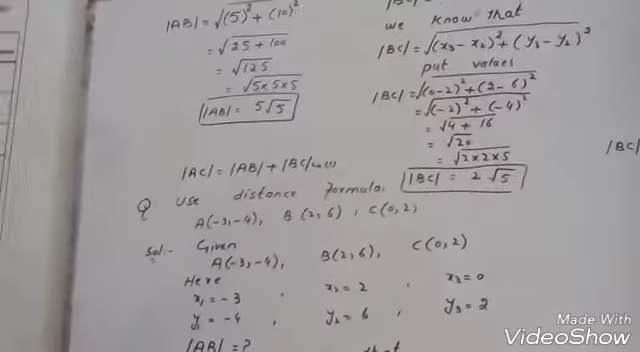 |AB| = √(5)² + (10)²
= √25 + 100
= √125
= √5×5×5
|AB| = 5√5
we know that
|BC| = √(x₃ - x₂)² + (y₃ - y₂)²
put values
|BC| = √(0-2)² + (2-6)²
= √(-2)² + (-4)²
= √4 + 16
= √20
= √2×2×5
|BC| = 2√5
|BC|
|AC| = |AB| + |BC|
Q use distance formula.
A(-3,-4), B(2,6), C(0,2)
Sol:- Given
A(-3,-4), B(2,6), C(0,2)
Here
x₁ = -3 , x₂ = 2 , x₃ = 0
y₁ = -4 , y₂ = 6 , y₃ = 2
|AB| = ?
Made With
VideoShow